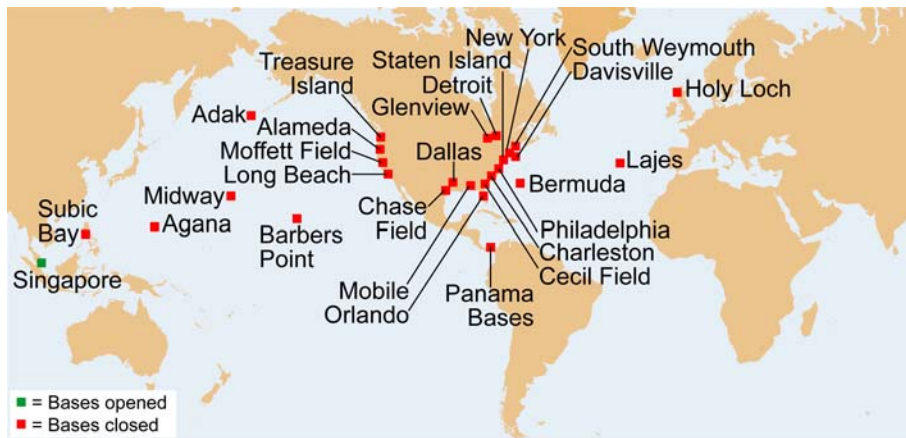 New York
Staten Island
South Weymouth
Treasure
Island
Detroit
Davisville
Glenview
Holy Loch
Adak
Alameda
Moffett Field
Dallas
Long Beach
Lajes
Bermuda
Midway
Chase
Field
Subic
Bay
Agana
Barbers
Point
Philadelphia
Charleston
Cecil Field
Singapore
Mobile
Orlando
Panama
Bases
= Bases opened
= Bases closed